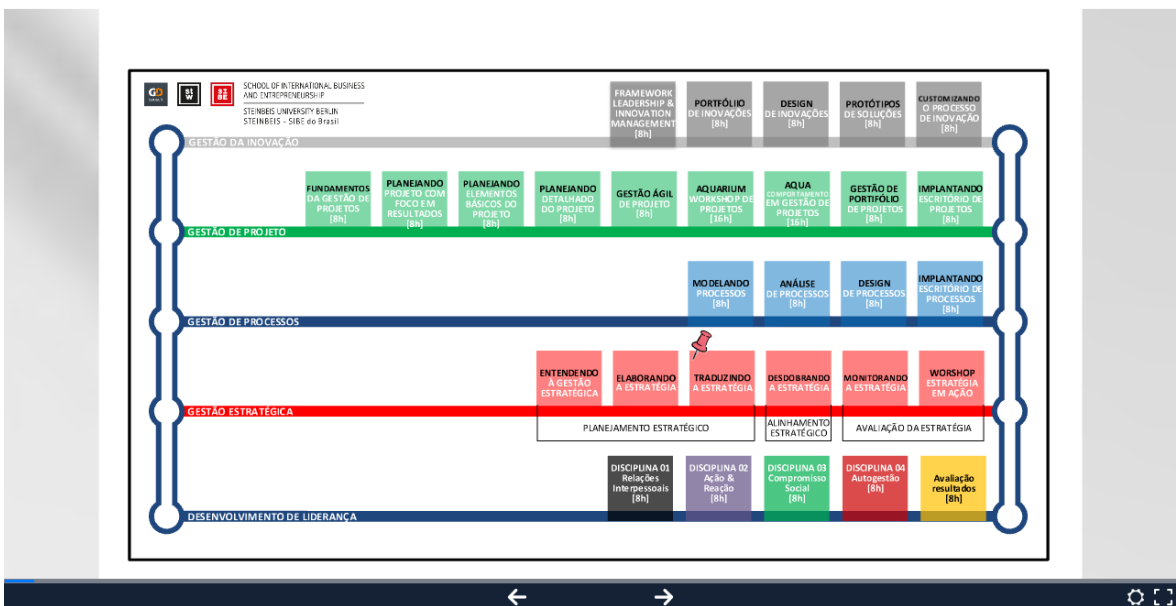 GD
St
W
SI
BE
SCHOOL OF INTERNATIONAL BUSINESS
AND ENTREPRENEURSHIP
STEINBEIS UNIVERSITY BERLIN
STEINBEIS - SIBE do Brasil
FRAMEWORK
LEADERSHIP &
INNOVATION
MANAGEMENT
[8h]
PORTFÓLIO
DE INOVAÇÕES
[8h]
DESIGN
DE INOVAÇÕES
[8h]
PROTÓTIPOS
DE SOLUÇÕES
[8h]
CUSTOMIZANDO
O PROCESSO
DE INOVAÇÃO
[8h]
GESTÃO DA INOVAÇÃO
FUNDAMENTOS
DA GESTÃO DE
PROJETOS
[8h]
PLANEJANDO
PROJETO COM
FOCO EM
RESULTADOS
[8h]
PLANEJANDO
ELEMENTOS
BÁSICOS DO
PROJETO
[8h]
PLANEJANDO
DETALHADO
DO PROJETO
[8h]
GESTÃO ÁGIL
DE PROJETO
[8h]
AQUARIUM
WORKSHOP DE
PROJETOS
[16h]
AQUA
COMPORTAMENTO
EM GESTÃO DE
PROJETOS
[16h]
GESTÃO DE
PORTIFÓLIO
DE PROJETOS
[8h]
IMPLANTANDO
ESCRITÓRIO DE
PROJETOS
[8h]
GESTÃO DE PROJETO
MODELANDO
PROCESSOS
[8h]
ANÁLISE
DE PROCESSOS
[8h]
DESIGN
DE PROCESSOS
[8h]
IMPLANTANDO
ESCRITÓRIO DE
PROCESSOS
[8h]
GESTÃO DE PROCESSOS
ENTENDENDO
À GESTÃO
ESTRATÉGICA
ELABORANDO
A ESTRATÉGIA
TRADUZINDO
A ESTRATÉGIA
DESDOBRANDO
A ESTRATÉGIA
MONITORANDO
A ESTRATÉGIA
WORSHOP
ESTRATÉGIA
EM AÇÃO
GESTÃO ESTRATÉGICA
PLANEJAMENTO ESTRATÉGICO
ALINHAMENTO
ESTRATÉGICO
AVALIAÇÃO DA ESTRATÉGIA
DISCIPLINA 01
Relações
Interpessoais
[8h]
DISCIPLINA 02
Ação &
Reação
[8h]
DISCIPLINA 03
Compromisso
Social
[8h]
DISCIPLINA 04
Autogestão
[8h]
Avaliação
resultados
[8h]
DESENVOLVIMENTO DE LIDERANÇA